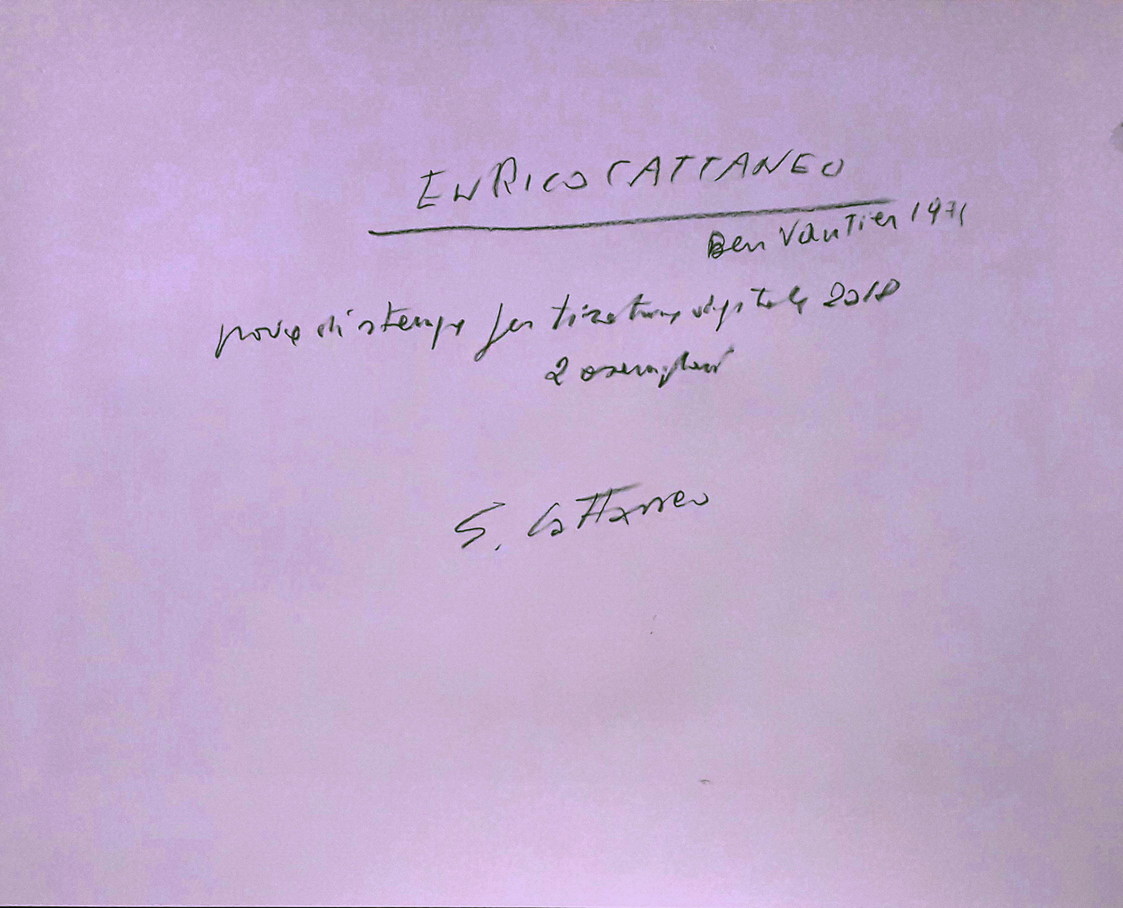 ENRICO CATTANEO
Ben Vautier 1971
prova di stampa per tiratura digitale 2018
2 esemplari
E. Cattaneo